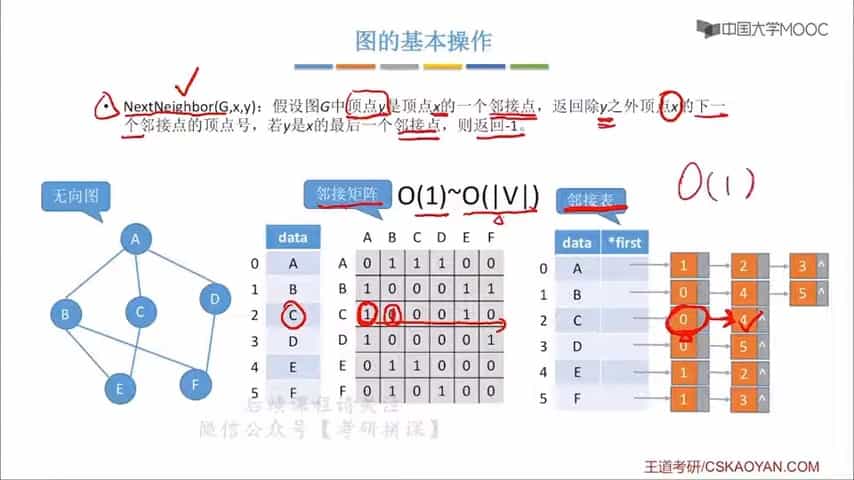 中国大学MOOC
图的基本操作
• NextNeighbor(G,x,y)：假设图G中顶点y是顶点x的一个邻接点，返回除y之外顶点x的下一
个邻接点的顶点号，若y是x的最后一个邻接点，则返回-1。
无向图
邻接矩阵
O(1)~O(|V|)
邻接表
O(1)
A
B
C
D
E
F
data
0 A
1 B
2 C
3 D
4 E
5 F
A B C D E F
A 0 1 1 1 0 0
B 1 0 0 0 1 1
C 1 0 0 0 1 0
D 1 0 0 0 0 1
E 0 1 1 0 0 0
F 0 1 0 1 0 0
data *first
0 A 1 2 3 ^
1 B 0 4 5 ^
2 C 0 4 ^
3 D 0 5 ^
4 E 1 2 ^
5 F 1 3 ^
后续课程请关注
微信公众号【考研拼课】
王道考研/CSKAOYAN.COM